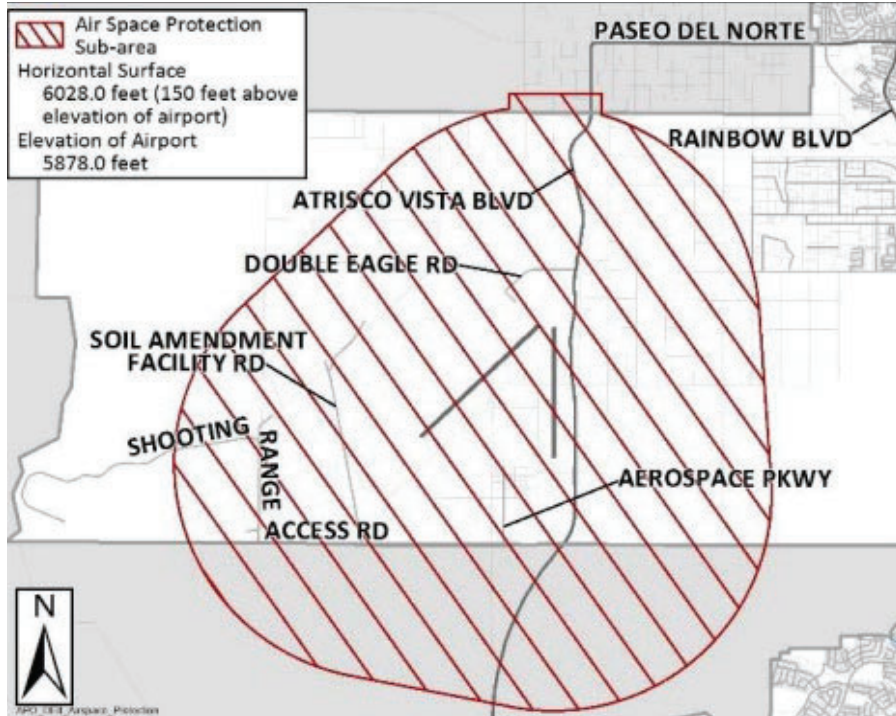 Air Space Protection
Sub-area
Horizontal Surface
6028.0 feet (150 feet above
elevation of airport)
Elevation of Airport
5878.0 feet
PASEO DEL NORTE
RAINBOW BLVD
ATRISCO VISTA BLVD
DOUBLE EAGLE RD
SOIL AMENDMENT
FACILITY RD
SHOOTING
RANGE
ACCESS RD
AEROSPACE PKWY
N